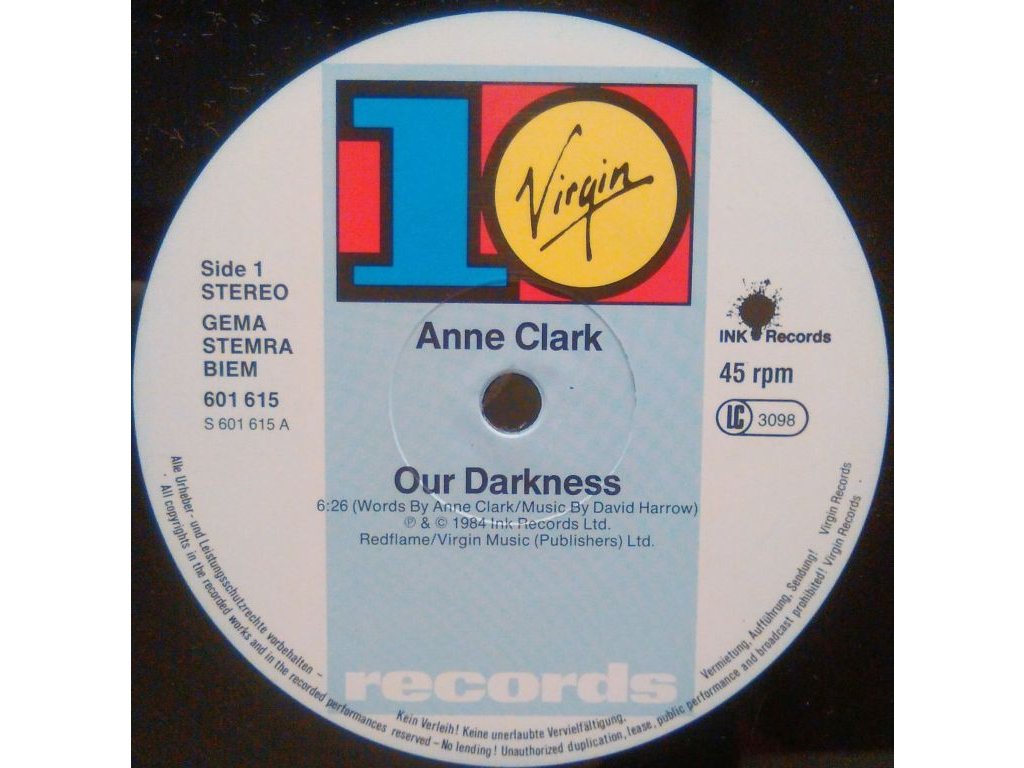 10
Virgin
Side 1
STEREO
GEMA
STEMRA
BIEM
601 615
S 601 615 A
Anne Clark
INK Records
45 rpm
LC 3098
Our Darkness
6:26 (Words By Anne Clark/Music By David Harrow)
℗ & © 1984 Ink Records Ltd.
Redflame/Virgin Music (Publishers) Ltd.
records
Alle Urheber- und Leistungsschutzrechte vorbehalten – Kein Verleih! Keine unerlaubte Vervielfältigung, Vermietung, Aufführung, Sendung! Virgin Records
. All copyrights in the recorded works and in the recorded performances reserved – No lending! Unauthorized duplication, lease, public performance and broadcast prohibited! Virgin Records .